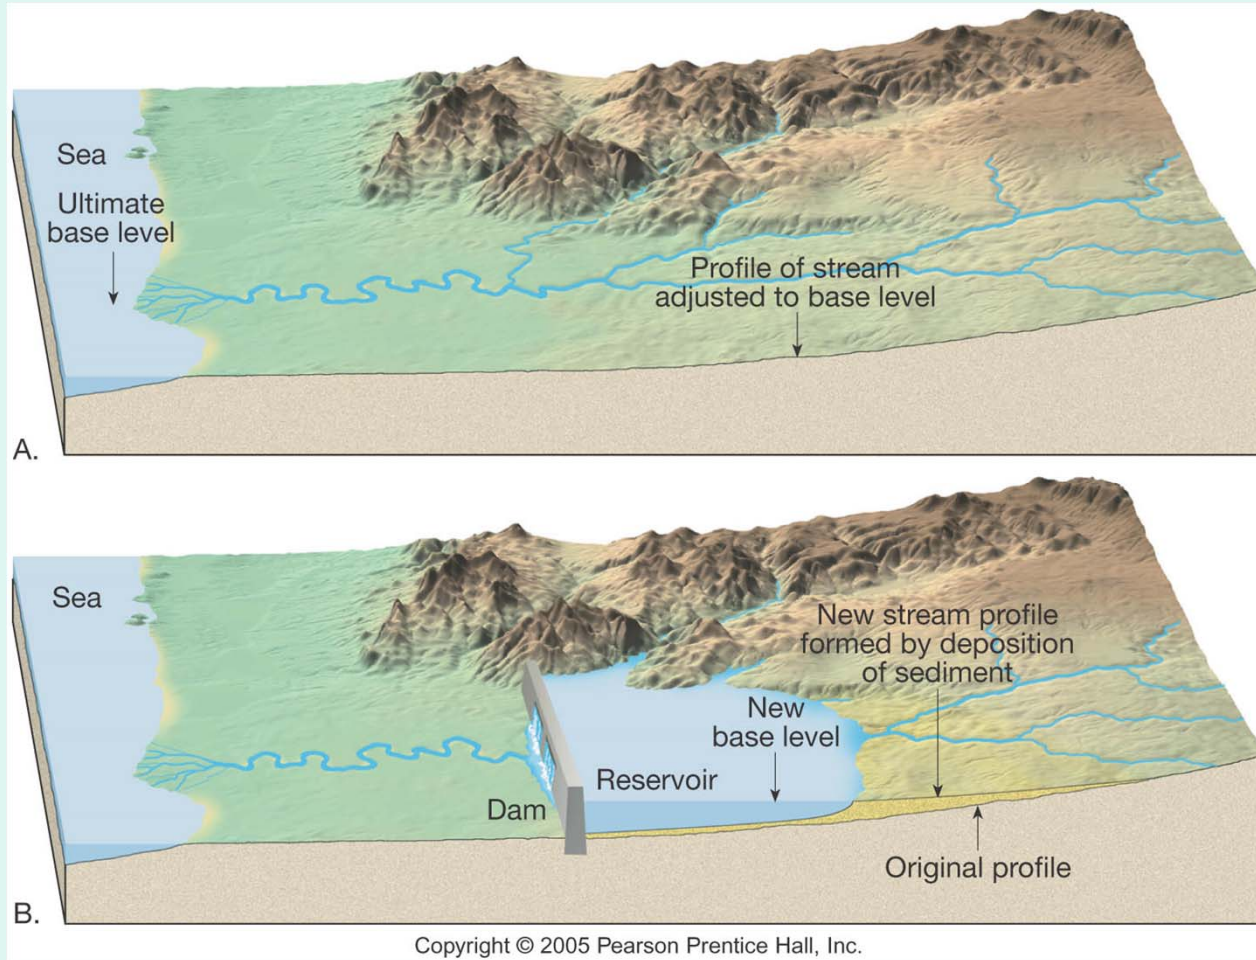 Sea
Ultimate
base level
Profile of stream
adjusted to base level
A.
Sea
New stream profile
formed by deposition
of sediment
New
base level
Reservoir
Dam
Original profile
B.
Copyright © 2005 Pearson Prentice Hall, Inc.